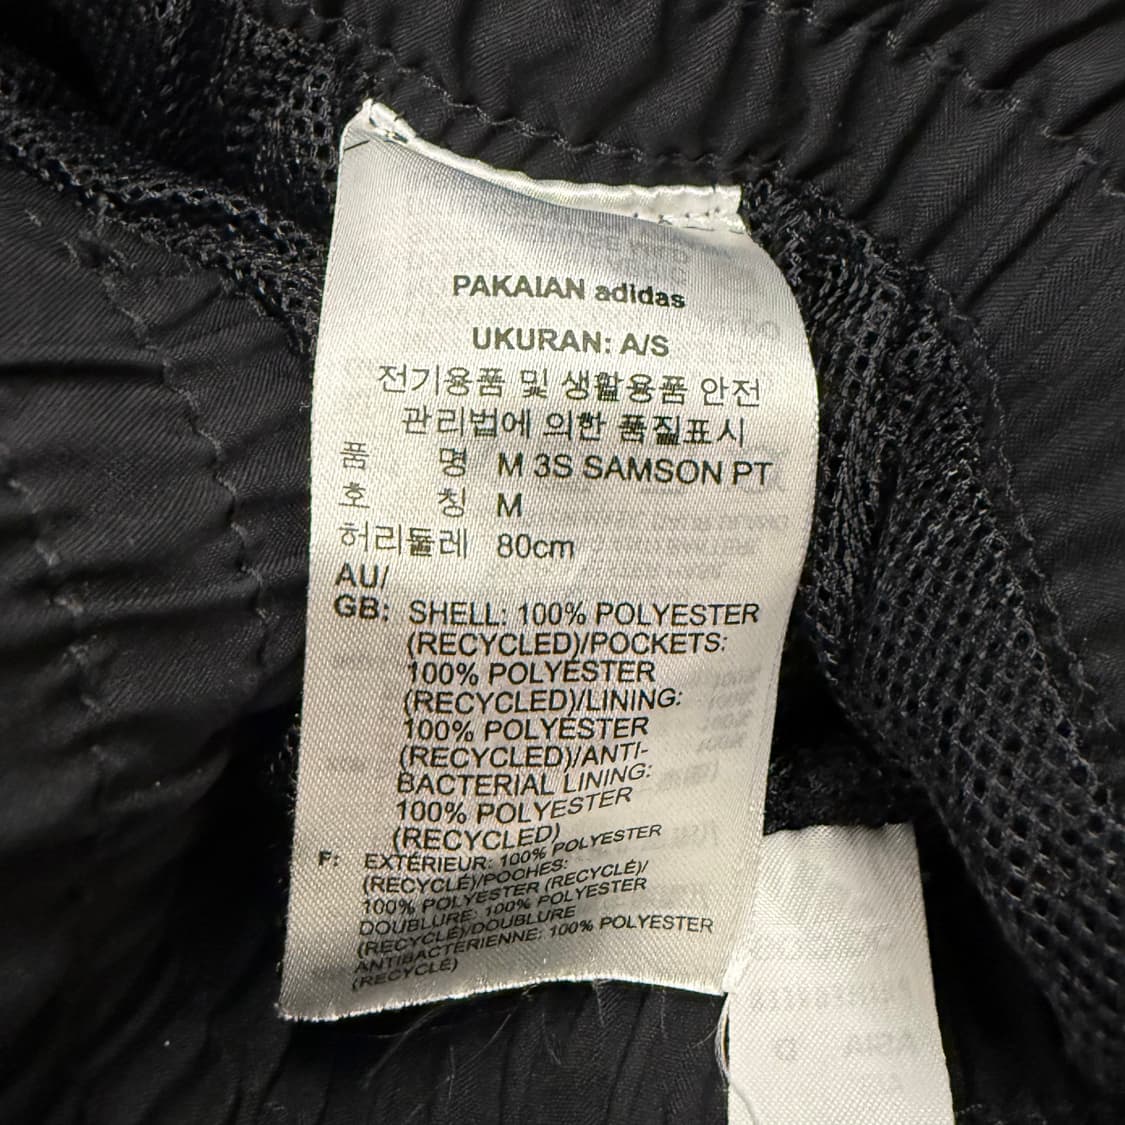 PAKAIAN adidas
UKURAN: A/S
전기용품 및 생활용품 안전
관리법에 의한 품질표시
품 명 M 3S SAMSON PT
호 칭 M
허리둘레 80cm
AU/
GB: SHELL: 100% POLYESTER
(RECYCLED)/POCKETS:
100% POLYESTER
(RECYCLED)/LINING:
100% POLYESTER
(RECYCLED)/ANTI-
BACTERIAL LINING:
100% POLYESTER
(RECYCLED)
F: EXTÉRIEUR: 100% POLYESTER
(RECYCLÉ)/POCHES:
100% POLYESTER (RECYCLÉ)/
DOUBLURE: 100% POLYESTER
(RECYCLÉ)/DOUBLURE
ANTIBACTÉRIENNE: 100% POLYESTER
(RECYCLÉ)